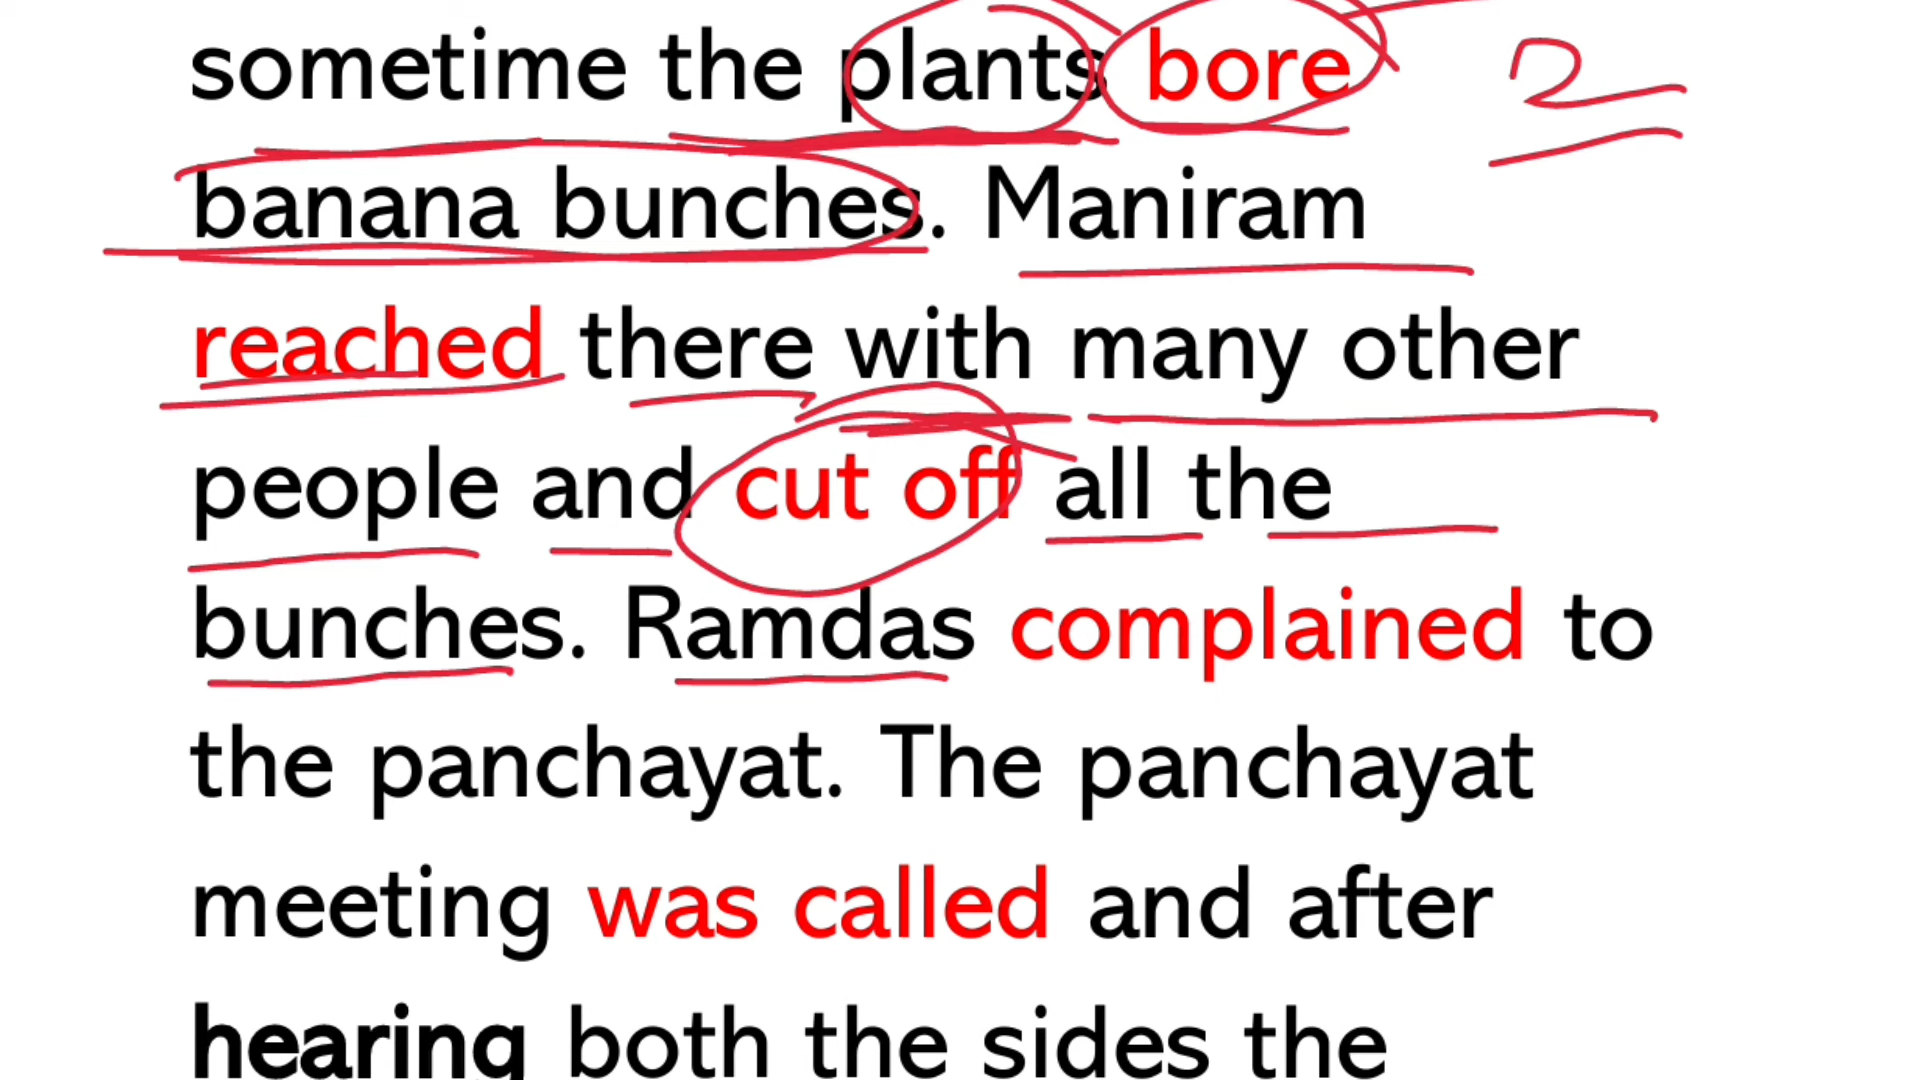 sometime the plants bore 2
banana bunches. Maniram
reached there with many other
people and cut off all the
bunches. Ramdas complained to
the panchayat. The panchayat
meeting was called and after
hearing both the sides the